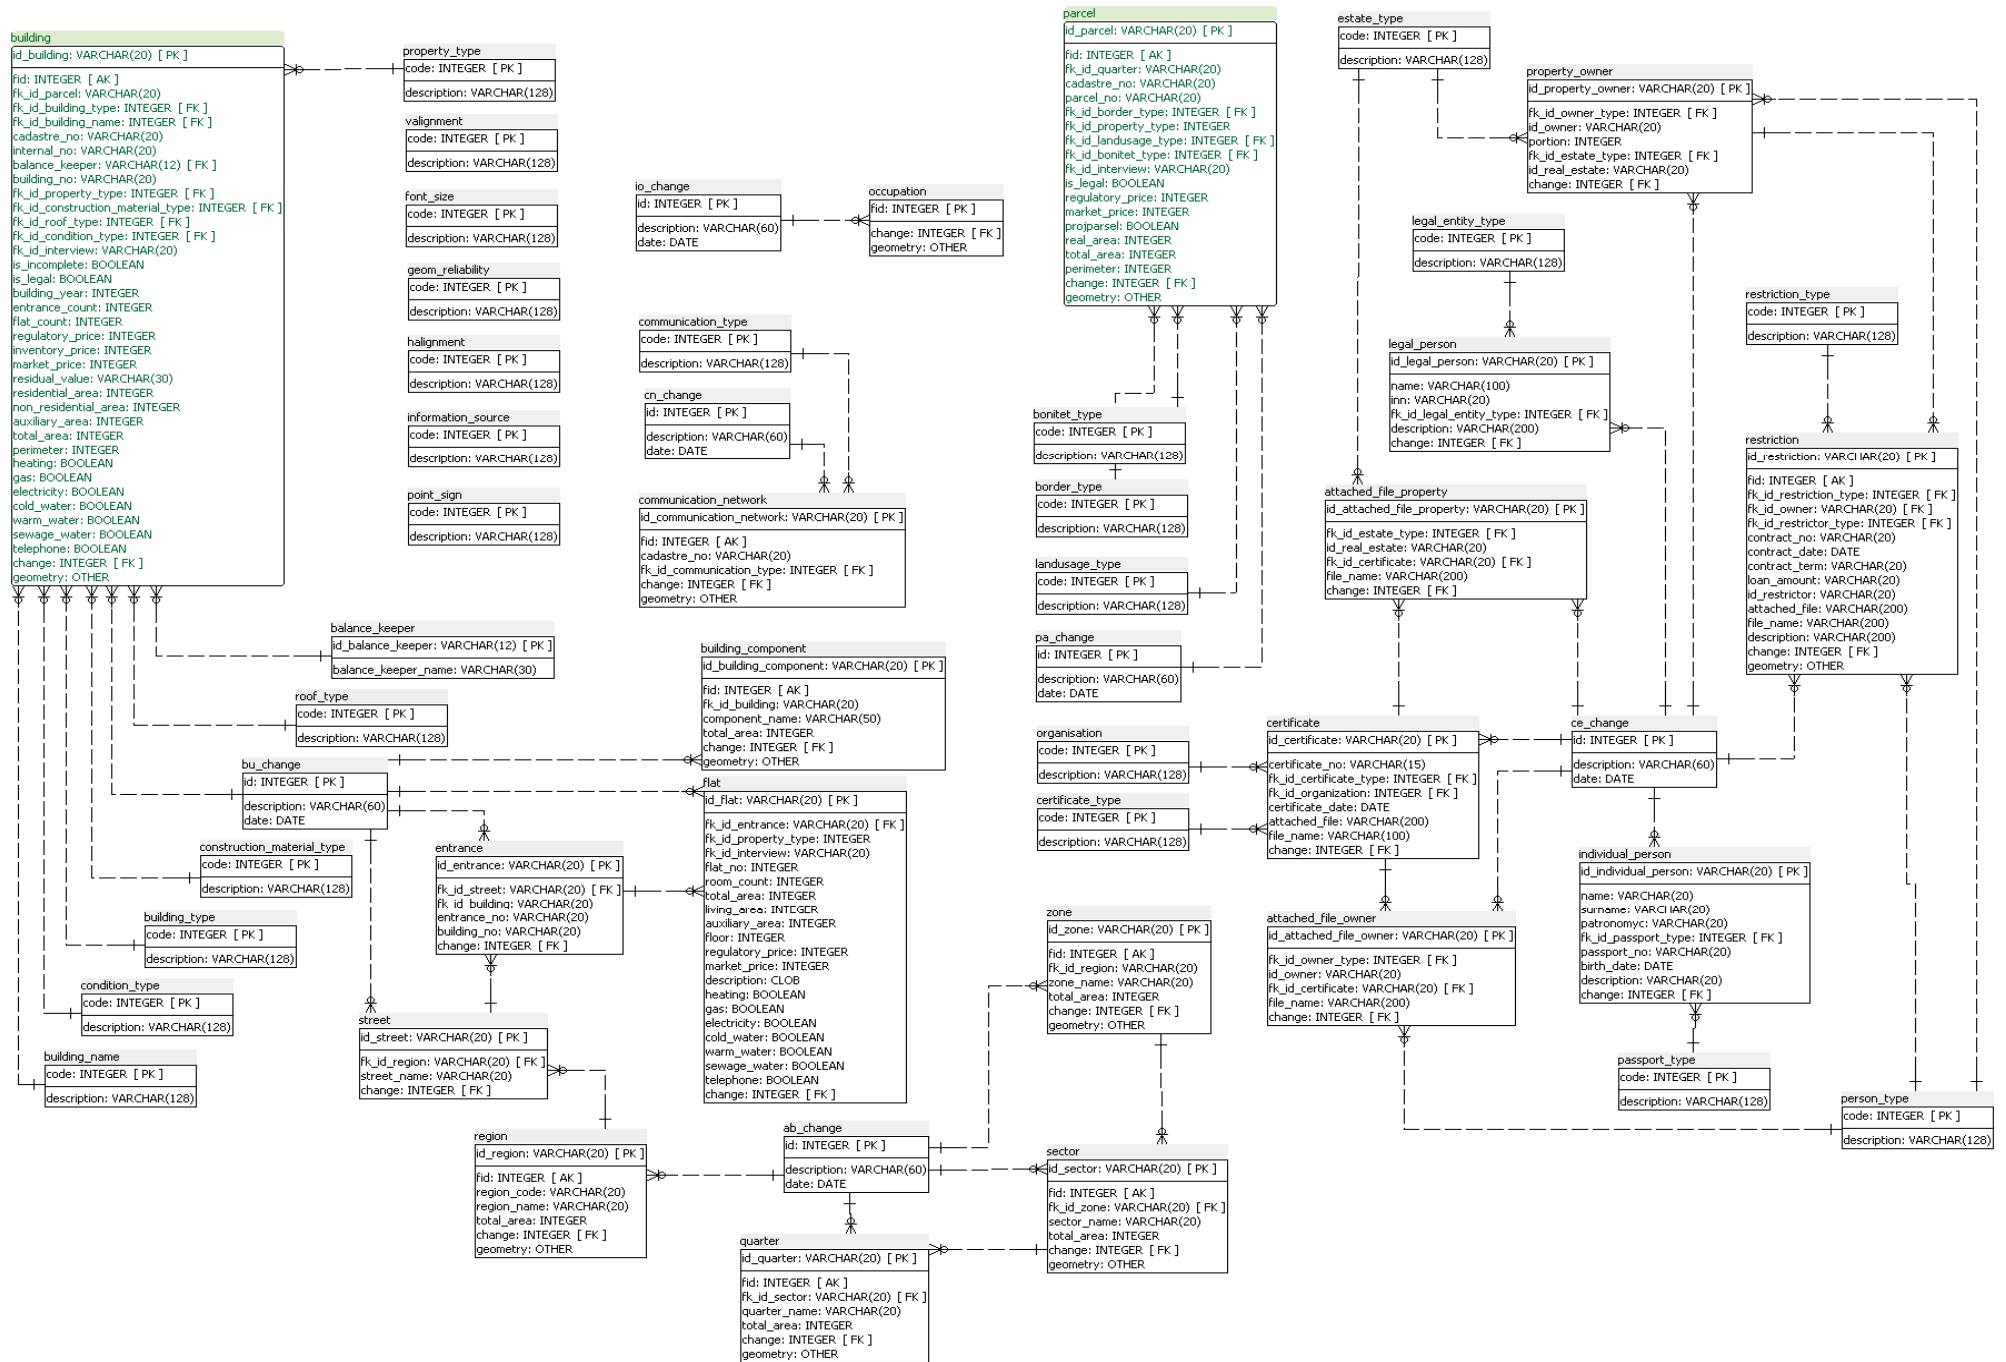 building
id_building: VARCHAR(20) [ PK ]
fid: INTEGER [ AK ]
fk_id_parcel: VARCHAR(20)
fk_id_building_type: INTEGER [ FK ]
fk_id_building_name: INTEGER [ FK ]
cadastre_no: VARCHAR(20)
internal_no: VARCHAR(20)
balance_keeper: VARCHAR(12) [ FK ]
building_no: VARCHAR(20)
fk_id_property_type: INTEGER [ FK ]
fk_id_construction_material_type: INTEGER [ FK ]
fk_id_roof_type: INTEGER [ FK ]
fk_id_condition_type: INTEGER [ FK ]
fk_id_interview: VARCHAR(20)
is_incomplete: BOOLEAN
is_legal: BOOLEAN
building_year: INTEGER
entrance_count: INTEGER
flat_count: INTEGER
regulatory_price: INTEGER
inventory_price: INTEGER
market_price: INTEGER
residual_value: VARCHAR(30)
residential_area: INTEGER
non_residential_area: INTEGER
auxiliary_area: INTEGER
total_area: INTEGER
perimeter: INTEGER
heating: BOOLEAN
gas: BOOLEAN
electricity: BOOLEAN
cold_water: BOOLEAN
warm_water: BOOLEAN
sewage_water: BOOLEAN
telephone: BOOLEAN
change: INTEGER [ FK ]
geometry: OTHER
property_type
code: INTEGER [ PK ]
description: VARCHAR(128)
valignment
code: INTEGER [ PK ]
description: VARCHAR(128)
font_size
code: INTEGER [ PK ]
description: VARCHAR(128)
geom_reliability
code: INTEGER [ PK ]
description: VARCHAR(128)
halignment
code: INTEGER [ PK ]
description: VARCHAR(128)
information_source
code: INTEGER [ PK ]
description: VARCHAR(128)
point_sign
code: INTEGER [ PK ]
description: VARCHAR(128)
io_change
id: INTEGER [ PK ]
description: VARCHAR(60)
date: DATE
occupation
fid: INTEGER [ PK ]
change: INTEGER [ FK ]
geometry: OTHER
communication_type
code: INTEGER [ PK ]
description: VARCHAR(128)
cn_change
id: INTEGER [ PK ]
description: VARCHAR(60)
date: DATE
communication_network
id_communication_network: VARCHAR(20) [ PK ]
fid: INTEGER [ AK ]
cadastre_no: VARCHAR(20)
fk_id_communication_type: INTEGER [ FK ]
change: INTEGER [ FK ]
geometry: OTHER
parcel
id_parcel: VARCHAR(20) [ PK ]
fid: INTEGER [ AK ]
fk_id_quarter: VARCHAR(20)
cadastre_no: VARCHAR(20)
parcel_no: VARCHAR(20)
fk_id_border_type: INTEGER [ FK ]
fk_id_property_type: INTEGER
fk_id_landusage_type: INTEGER [ FK ]
fk_id_bonitet_type: INTEGER [ FK ]
fk_id_interview: VARCHAR(20)
is_legal: BOOLEAN
regulatory_price: INTEGER
market_price: INTEGER
projparsel: BOOLEAN
real_area: INTEGER
total_area: INTEGER
perimeter: INTEGER
change: INTEGER [ FK ]
geometry: OTHER
estate_type
code: INTEGER [ PK ]
description: VARCHAR(128)
property_owner
id_property_owner: VARCHAR(20) [ PK ]
fk_id_owner_type: INTEGER [ FK ]
id_owner: VARCHAR(20)
portion: INTEGER
fk_id_estate_type: INTEGER [ FK ]
id_real_estate: VARCHAR(20)
change: INTEGER [ FK ]
legal_entity_type
code: INTEGER [ PK ]
description: VARCHAR(128)
legal_person
id_legal_person: VARCHAR(20) [ PK ]
name: VARCHAR(100)
inn: VARCHAR(20)
fk_id_legal_entity_type: INTEGER [ FK ]
description: VARCHAR(200)
change: INTEGER [ FK ]
restriction_type
code: INTEGER [ PK ]
description: VARCHAR(128)
restriction
id_restriction: VARCHAR(20) [ PK ]
fid: INTEGER [ AK ]
fk_id_restriction_type: INTEGER [ FK ]
fk_id_owner: VARCHAR(20) [ FK ]
fk_id_restrictor_type: INTEGER [ FK ]
contract_no: VARCHAR(20)
contract_date: DATE
contract_term: VARCHAR(20)
loan_amount: VARCHAR(20)
id_restrictor: VARCHAR(20)
attached_file: VARCHAR(200)
file_name: VARCHAR(200)
description: VARCHAR(200)
change: INTEGER [ FK ]
geometry: OTHER
bonitet_type
code: INTEGER [ PK ]
description: VARCHAR(128)
border_type
code: INTEGER [ PK ]
description: VARCHAR(128)
landusage_type
code: INTEGER [ PK ]
description: VARCHAR(128)
pa_change
id: INTEGER [ PK ]
description: VARCHAR(60)
date: DATE
attached_file_property
id_attached_file_property: VARCHAR(20) [ PK ]
fk_id_estate_type: INTEGER [ FK ]
id_real_estate: VARCHAR(20)
fk_id_certificate: VARCHAR(20) [ FK ]
file_name: VARCHAR(200)
change: INTEGER [ FK ]
balance_keeper
id_balance_keeper: VARCHAR(12) [ PK ]
balance_keeper_name: VARCHAR(30)
roof_type
code: INTEGER [ PK ]
description: VARCHAR(128)
building_component
id_building_component: VARCHAR(20) [ PK ]
fid: INTEGER [ AK ]
fk_id_building: VARCHAR(20)
component_name: VARCHAR(50)
total_area: INTEGER
change: INTEGER [ FK ]
geometry: OTHER
bu_change
id: INTEGER [ PK ]
description: VARCHAR(60)
date: DATE
flat
id_flat: VARCHAR(20) [ PK ]
fk_id_entrance: VARCHAR(20) [ FK ]
fk_id_property_type: INTEGER
fk_id_interview: VARCHAR(20)
flat_no: INTEGER
room_count: INTEGER
total_area: INTEGER
living_area: INTEGER
auxiliary_area: INTEGER
floor: INTEGER
regulatory_price: INTEGER
market_price: INTEGER
description: CLOB
heating: BOOLEAN
gas: BOOLEAN
electricity: BOOLEAN
cold_water: BOOLEAN
warm_water: BOOLEAN
sewage_water: BOOLEAN
telephone: BOOLEAN
change: INTEGER [ FK ]
construction_material_type
code: INTEGER [ PK ]
description: VARCHAR(128)
entrance
id_entrance: VARCHAR(20) [ PK ]
fk_id_street: VARCHAR(20) [ FK ]
fk_id_building: VARCHAR(20)
entrance_no: VARCHAR(20)
building_no: VARCHAR(20)
change: INTEGER [ FK ]
building_type
code: INTEGER [ PK ]
description: VARCHAR(128)
condition_type
code: INTEGER [ PK ]
description: VARCHAR(128)
building_name
code: INTEGER [ PK ]
description: VARCHAR(128)
street
id_street: VARCHAR(20) [ PK ]
fk_id_region: VARCHAR(20) [ FK ]
street_name: VARCHAR(20)
change: INTEGER [ FK ]
region
id_region: VARCHAR(20) [ PK ]
fid: INTEGER [ AK ]
region_code: VARCHAR(20)
region_name: VARCHAR(20)
total_area: INTEGER
change: INTEGER [ FK ]
geometry: OTHER
ab_change
id: INTEGER [ PK ]
description: VARCHAR(60)
date: DATE
quarter
id_quarter: VARCHAR(20) [ PK ]
fid: INTEGER [ AK ]
fk_id_sector: VARCHAR(20) [ FK ]
quarter_name: VARCHAR(20)
total_area: INTEGER
change: INTEGER [ FK ]
geometry: OTHER
organisation
code: INTEGER [ PK ]
description: VARCHAR(128)
certificate_type
code: INTEGER [ PK ]
description: VARCHAR(128)
certificate
id_certificate: VARCHAR(20) [ PK ]
certificate_no: VARCHAR(15)
fk_id_certificate_type: INTEGER [ FK ]
fk_id_organization: INTEGER [ FK ]
certificate_date: DATE
attached_file: VARCHAR(200)
file_name: VARCHAR(100)
change: INTEGER [ FK ]
ce_change
id: INTEGER [ PK ]
description: VARCHAR(60)
date: DATE
individual_person
id_individual_person: VARCHAR(20) [ PK ]
name: VARCHAR(20)
surname: VARCHAR(20)
patronomyc: VARCHAR(20)
fk_id_passport_type: INTEGER [ FK ]
passport_no: VARCHAR(20)
birth_date: DATE
description: VARCHAR(20)
change: INTEGER [ FK ]
zone
id_zone: VARCHAR(20) [ PK ]
fid: INTEGER [ AK ]
fk_id_region: VARCHAR(20)
zone_name: VARCHAR(20)
total_area: INTEGER
change: INTEGER [ FK ]
geometry: OTHER
attached_file_owner
id_attached_file_owner: VARCHAR(20) [ PK ]
fk_id_owner_type: INTEGER [ FK ]
id_owner: VARCHAR(20)
fk_id_certificate: VARCHAR(20) [ FK ]
file_name: VARCHAR(200)
change: INTEGER [ FK ]
passport_type
code: INTEGER [ PK ]
description: VARCHAR(128)
person_type
code: INTEGER [ PK ]
description: VARCHAR(128)
sector
id_sector: VARCHAR(20) [ PK ]
fid: INTEGER [ AK ]
fk_id_zone: VARCHAR(20) [ FK ]
sector_name: VARCHAR(20)
total_area: INTEGER
change: INTEGER [ FK ]
geometry: OTHER